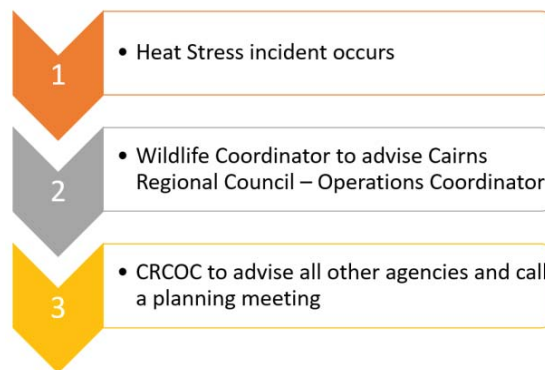 1
• Heat Stress incident occurs
2
• Wildlife Coordinator to advise Cairns
Regional Council – Operations Coordinator
3
• CRCOC to advise all other agencies and call
a planning meeting